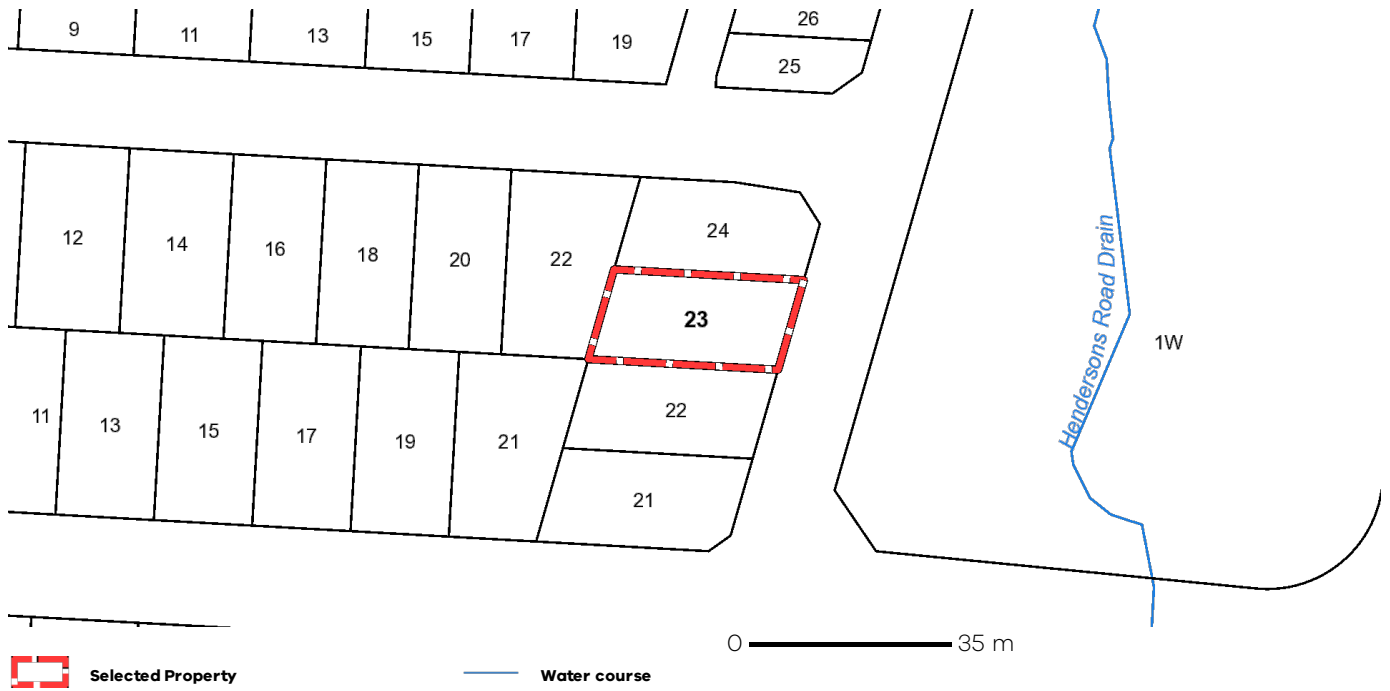 9 11 13 15 17 19 26
25
12 14 16 18 20 22 24
23
Hendersons Road Drain
1W
11 13 15 17 19 21 22
21
0 35 m
Selected Property Water course